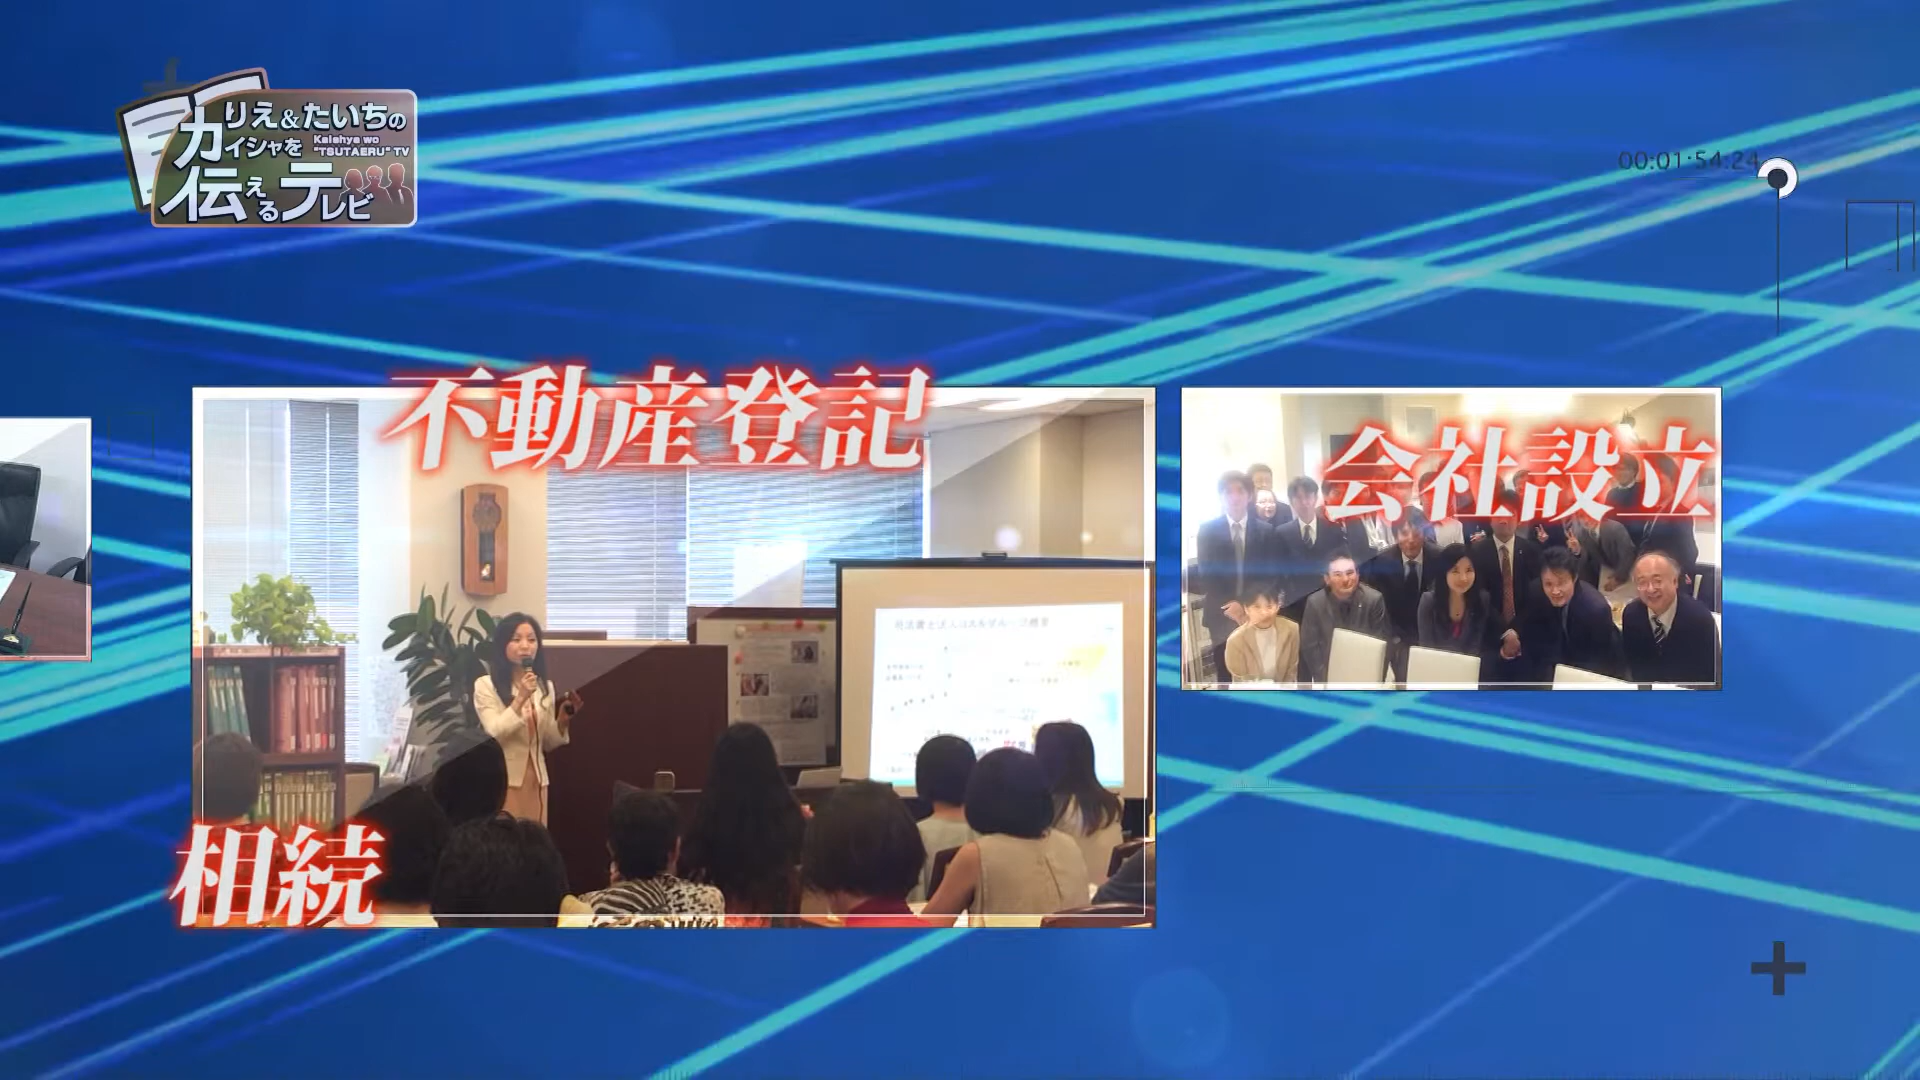 りえ&たいちの
カイシャを
Kaishya wo
"TSUTAERU" TV
伝えるテレビ
00:01:54:24
不動産登記
会社設立
相続